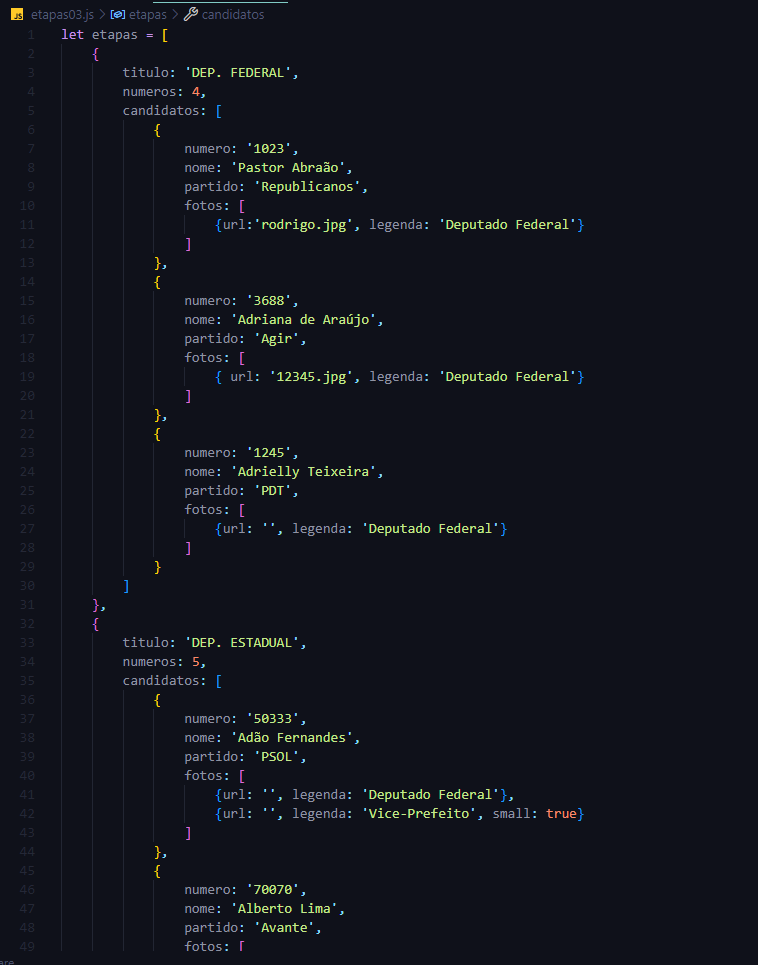 JS etapas03.js > etapas > candidatos
1 let etapas = [
2 {
3 titulo: 'DEP. FEDERAL',
4 numeros: 4,
5 candidatos: [
6 {
7 numero: '1023',
8 nome: 'Pastor Abraão',
9 partido: 'Republicanos',
10 fotos: [
11 {url:'rodrigo.jpg', legenda: 'Deputado Federal'}
12 ]
13 },
14 {
15 numero: '3688',
16 nome: 'Adriana de Araújo',
17 partido: 'Agir',
18 fotos: [
19 { url: '12345.jpg', legenda: 'Deputado Federal'}
20 ]
21 },
22 {
23 numero: '1245',
24 nome: 'Adrielly Teixeira',
25 partido: 'PDT',
26 fotos: [
27 {url: '', legenda: 'Deputado Federal'}
28 ]
29 }
30 ]
31 },
32 {
33 titulo: 'DEP. ESTADUAL',
34 numeros: 5,
35 candidatos: [
36 {
37 numero: '50333',
38 nome: 'Adão Fernandes',
39 partido: 'PSOL',
40 fotos: [
41 {url: '', legenda: 'Deputado Federal'},
42 {url: '', legenda: 'Vice-Prefeito', small: true}
43 ]
44 },
45 {
46 numero: '70070',
47 nome: 'Alberto Lima',
48 partido: 'Avante',
49 fotos: [